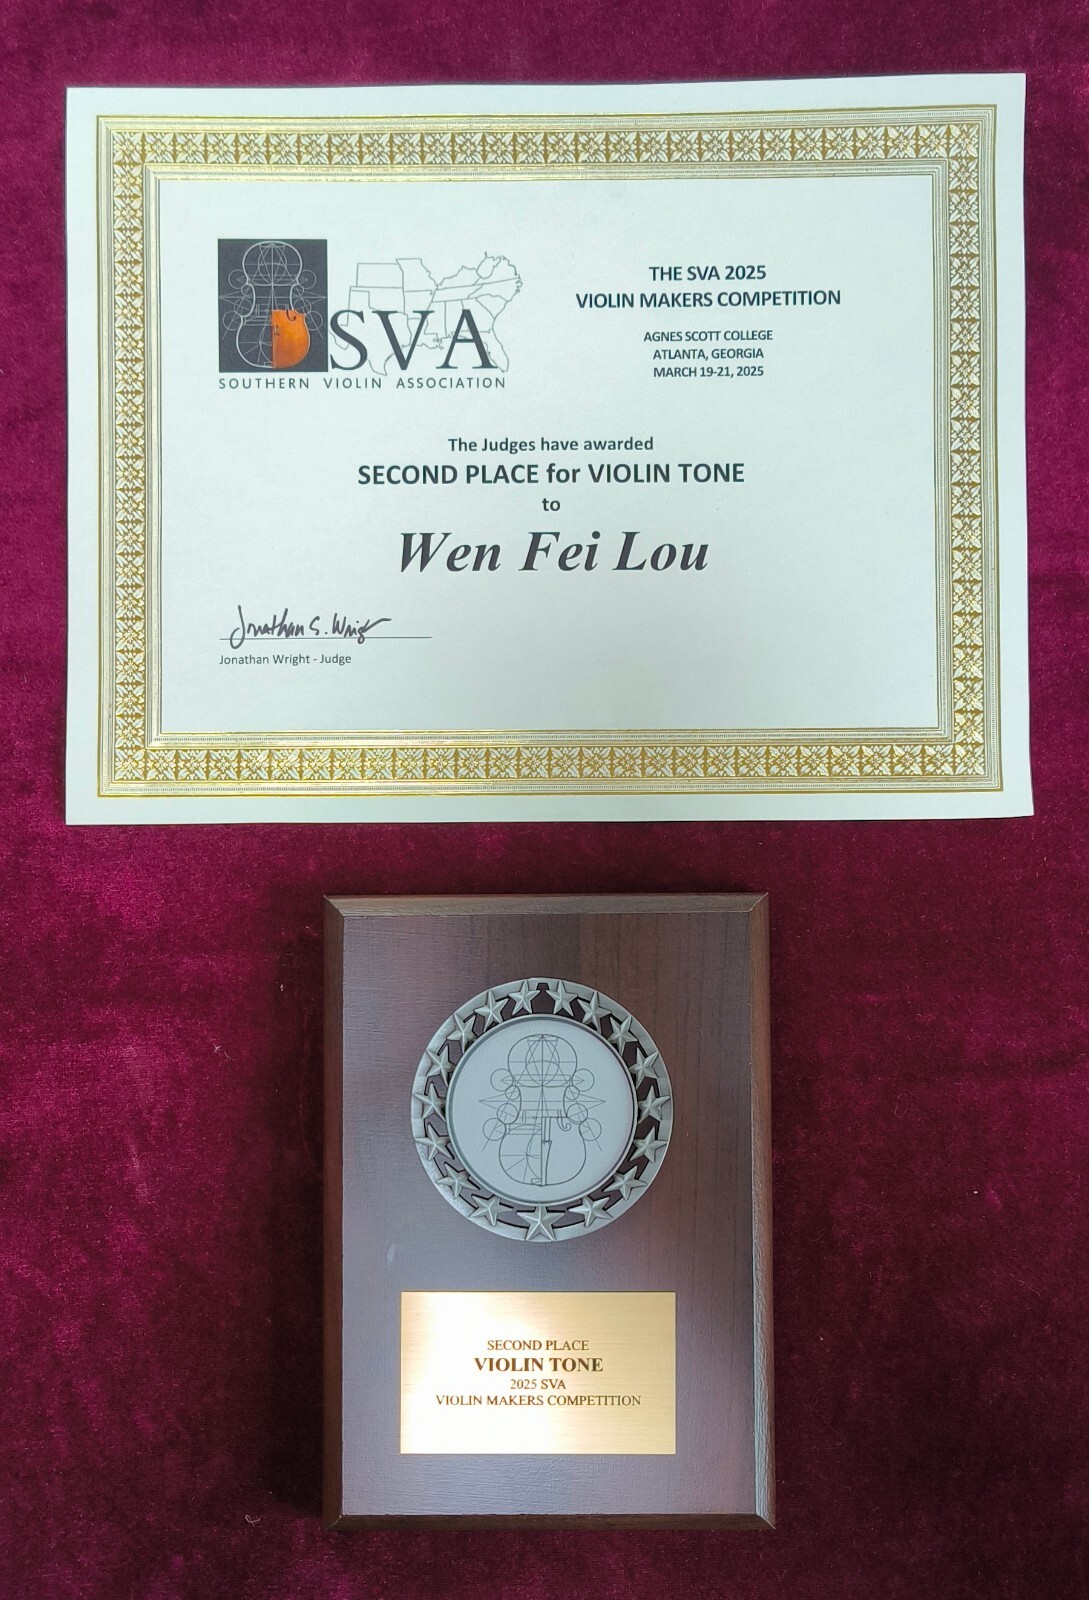 SVA
SOUTHERN VIOLIN ASSOCIATION
THE SVA 2025
VIOLIN MAKERS COMPETITION
AGNES SCOTT COLLEGE
ATLANTA, GEORGIA
MARCH 19-21, 2025
The Judges have awarded
SECOND PLACE for VIOLIN TONE
to
Wen Fei Lou
Jonathan S. Wright
Jonathan Wright - Judge
SECOND PLACE
VIOLIN TONE
2025 SVA
VIOLIN MAKERS COMPETITION